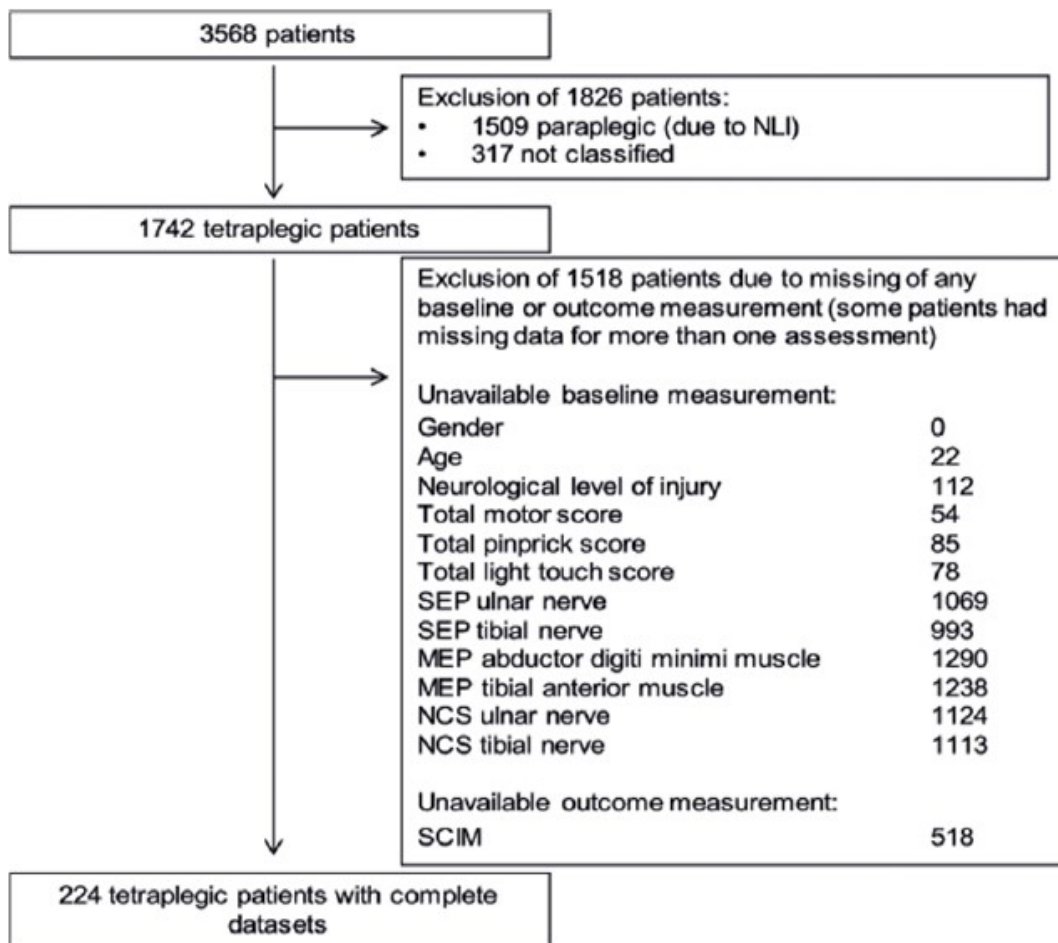 3568 patients
Exclusion of 1826 patients:
• 1509 paraplegic (due to NLI)
• 317 not classified
1742 tetraplegic patients
Exclusion of 1518 patients due to missing of any
baseline or outcome measurement (some patients had
missing data for more than one assessment)
Unavailable baseline measurement:
Gender 0
Age 22
Neurological level of injury 112
Total motor score 54
Total pinprick score 85
Total light touch score 78
SEP ulnar nerve 1069
SEP tibial nerve 993
MEP abductor digiti minimi muscle 1290
MEP tibial anterior muscle 1238
NCS ulnar nerve 1124
NCS tibial nerve 1113
Unavailable outcome measurement:
SCIM 518
224 tetraplegic patients with complete
datasets